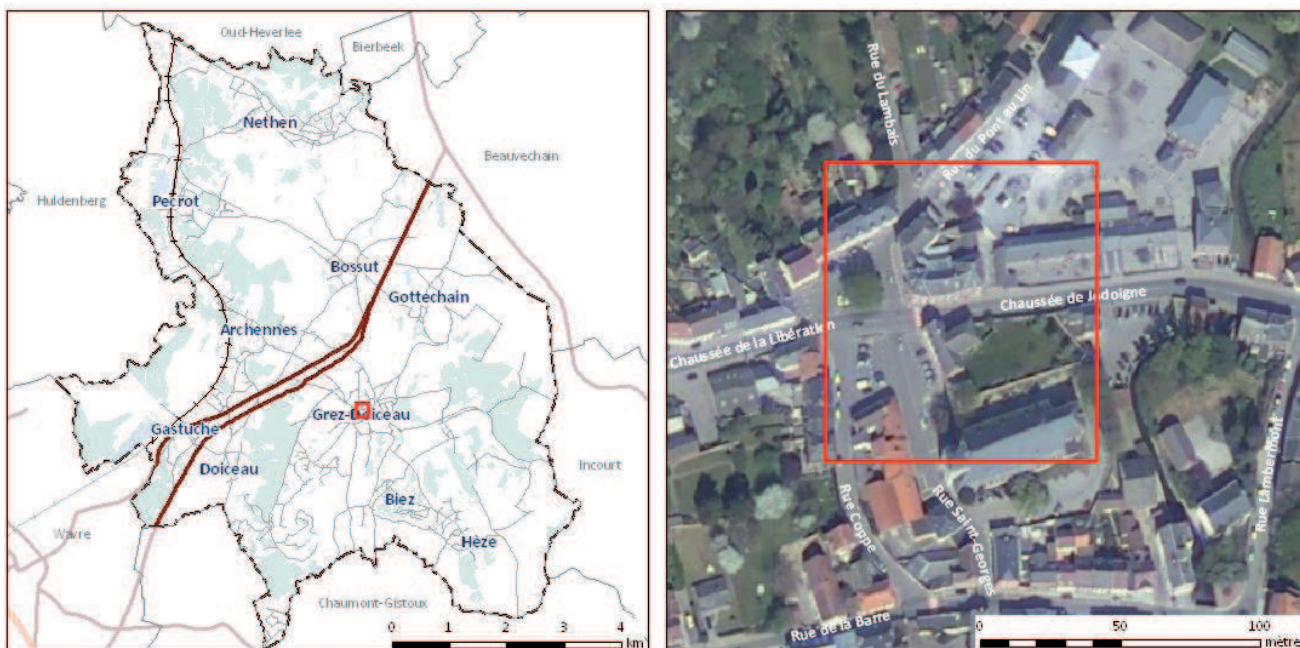 Oud-Heverlee
Bierbeek
Nethen
Beauvechain
Huldenberg
Pecrot
Bossut
Gottechain
Archennes
Grez-Doiceau
Gastuche
Doiceau
Incourt
Biez
Wavre
Hèze
Chaumont-Gistoux
0 1 2 3 4
km
Rue du Lambais
Rue du Pont au Lin
Chaussée de Jodoigne
Chaussée de la Libération
Rue Lambermont
Rue Coppe
Rue Saint-Georges
Rue de la Barre
0 50 100
mètre